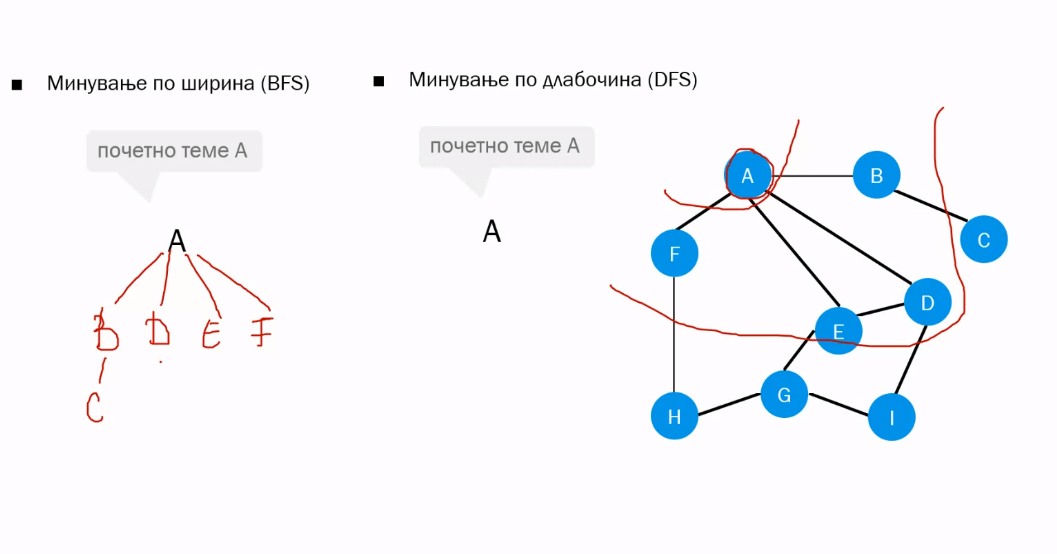 ■ Минување по ширина (BFS)
почетно теме А
А
B D E F
C
■ Минување по длабочина (DFS)
почетно теме А
А
A B
F C
D
E
G
H I